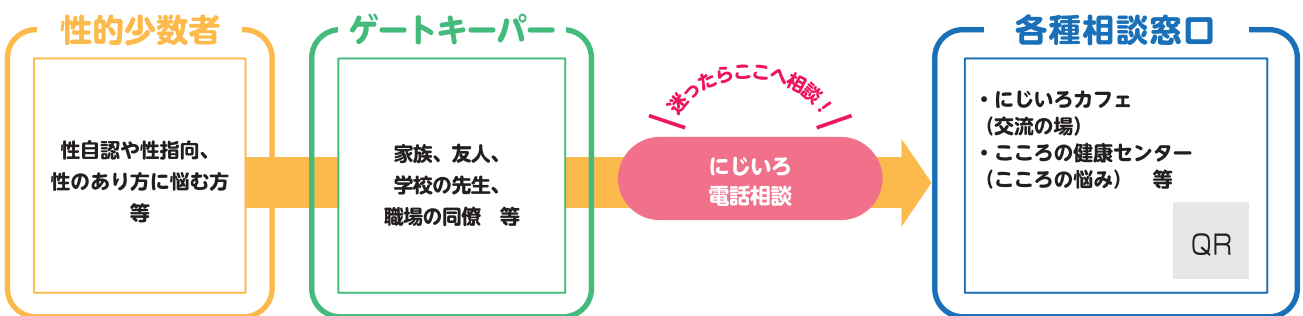 性的少数者
性自認や性指向、
性のあり方に悩む方
等
ゲートキーパー
家族、友人、
学校の先生、
職場の同僚　等
迷ったらここへ相談！
にじいろ
電話相談
各種相談窓口
・にじいろカフェ
（交流の場）
・こころの健康センター
（こころの悩み）　等
QR